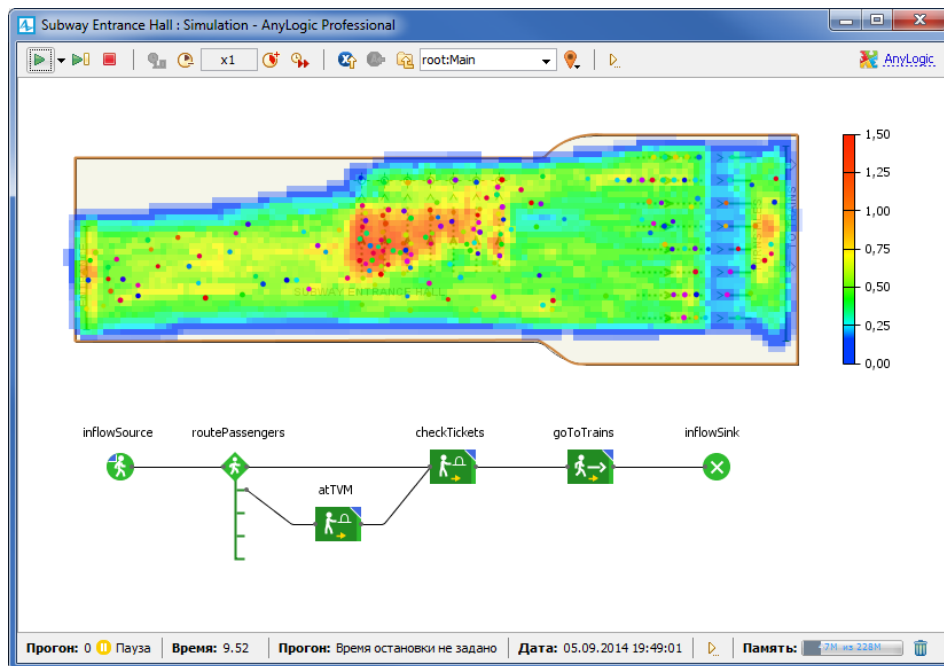 Subway Entrance Hall : Simulation - AnyLogic Professional
x1
root:Main
AnyLogic
1,50
1,00
0,75
0,50
0,25
0,00
SUBWAY ENTRANCE HALL
inflowSource
routePassengers
checkTickets
goToTrains
inflowSink
atTVM
Прогон: 0 Пауза Время: 9.52 Прогон: Время остановки не задано Дата: 05.09.2014 19:49:01 Память: 7M из 228M